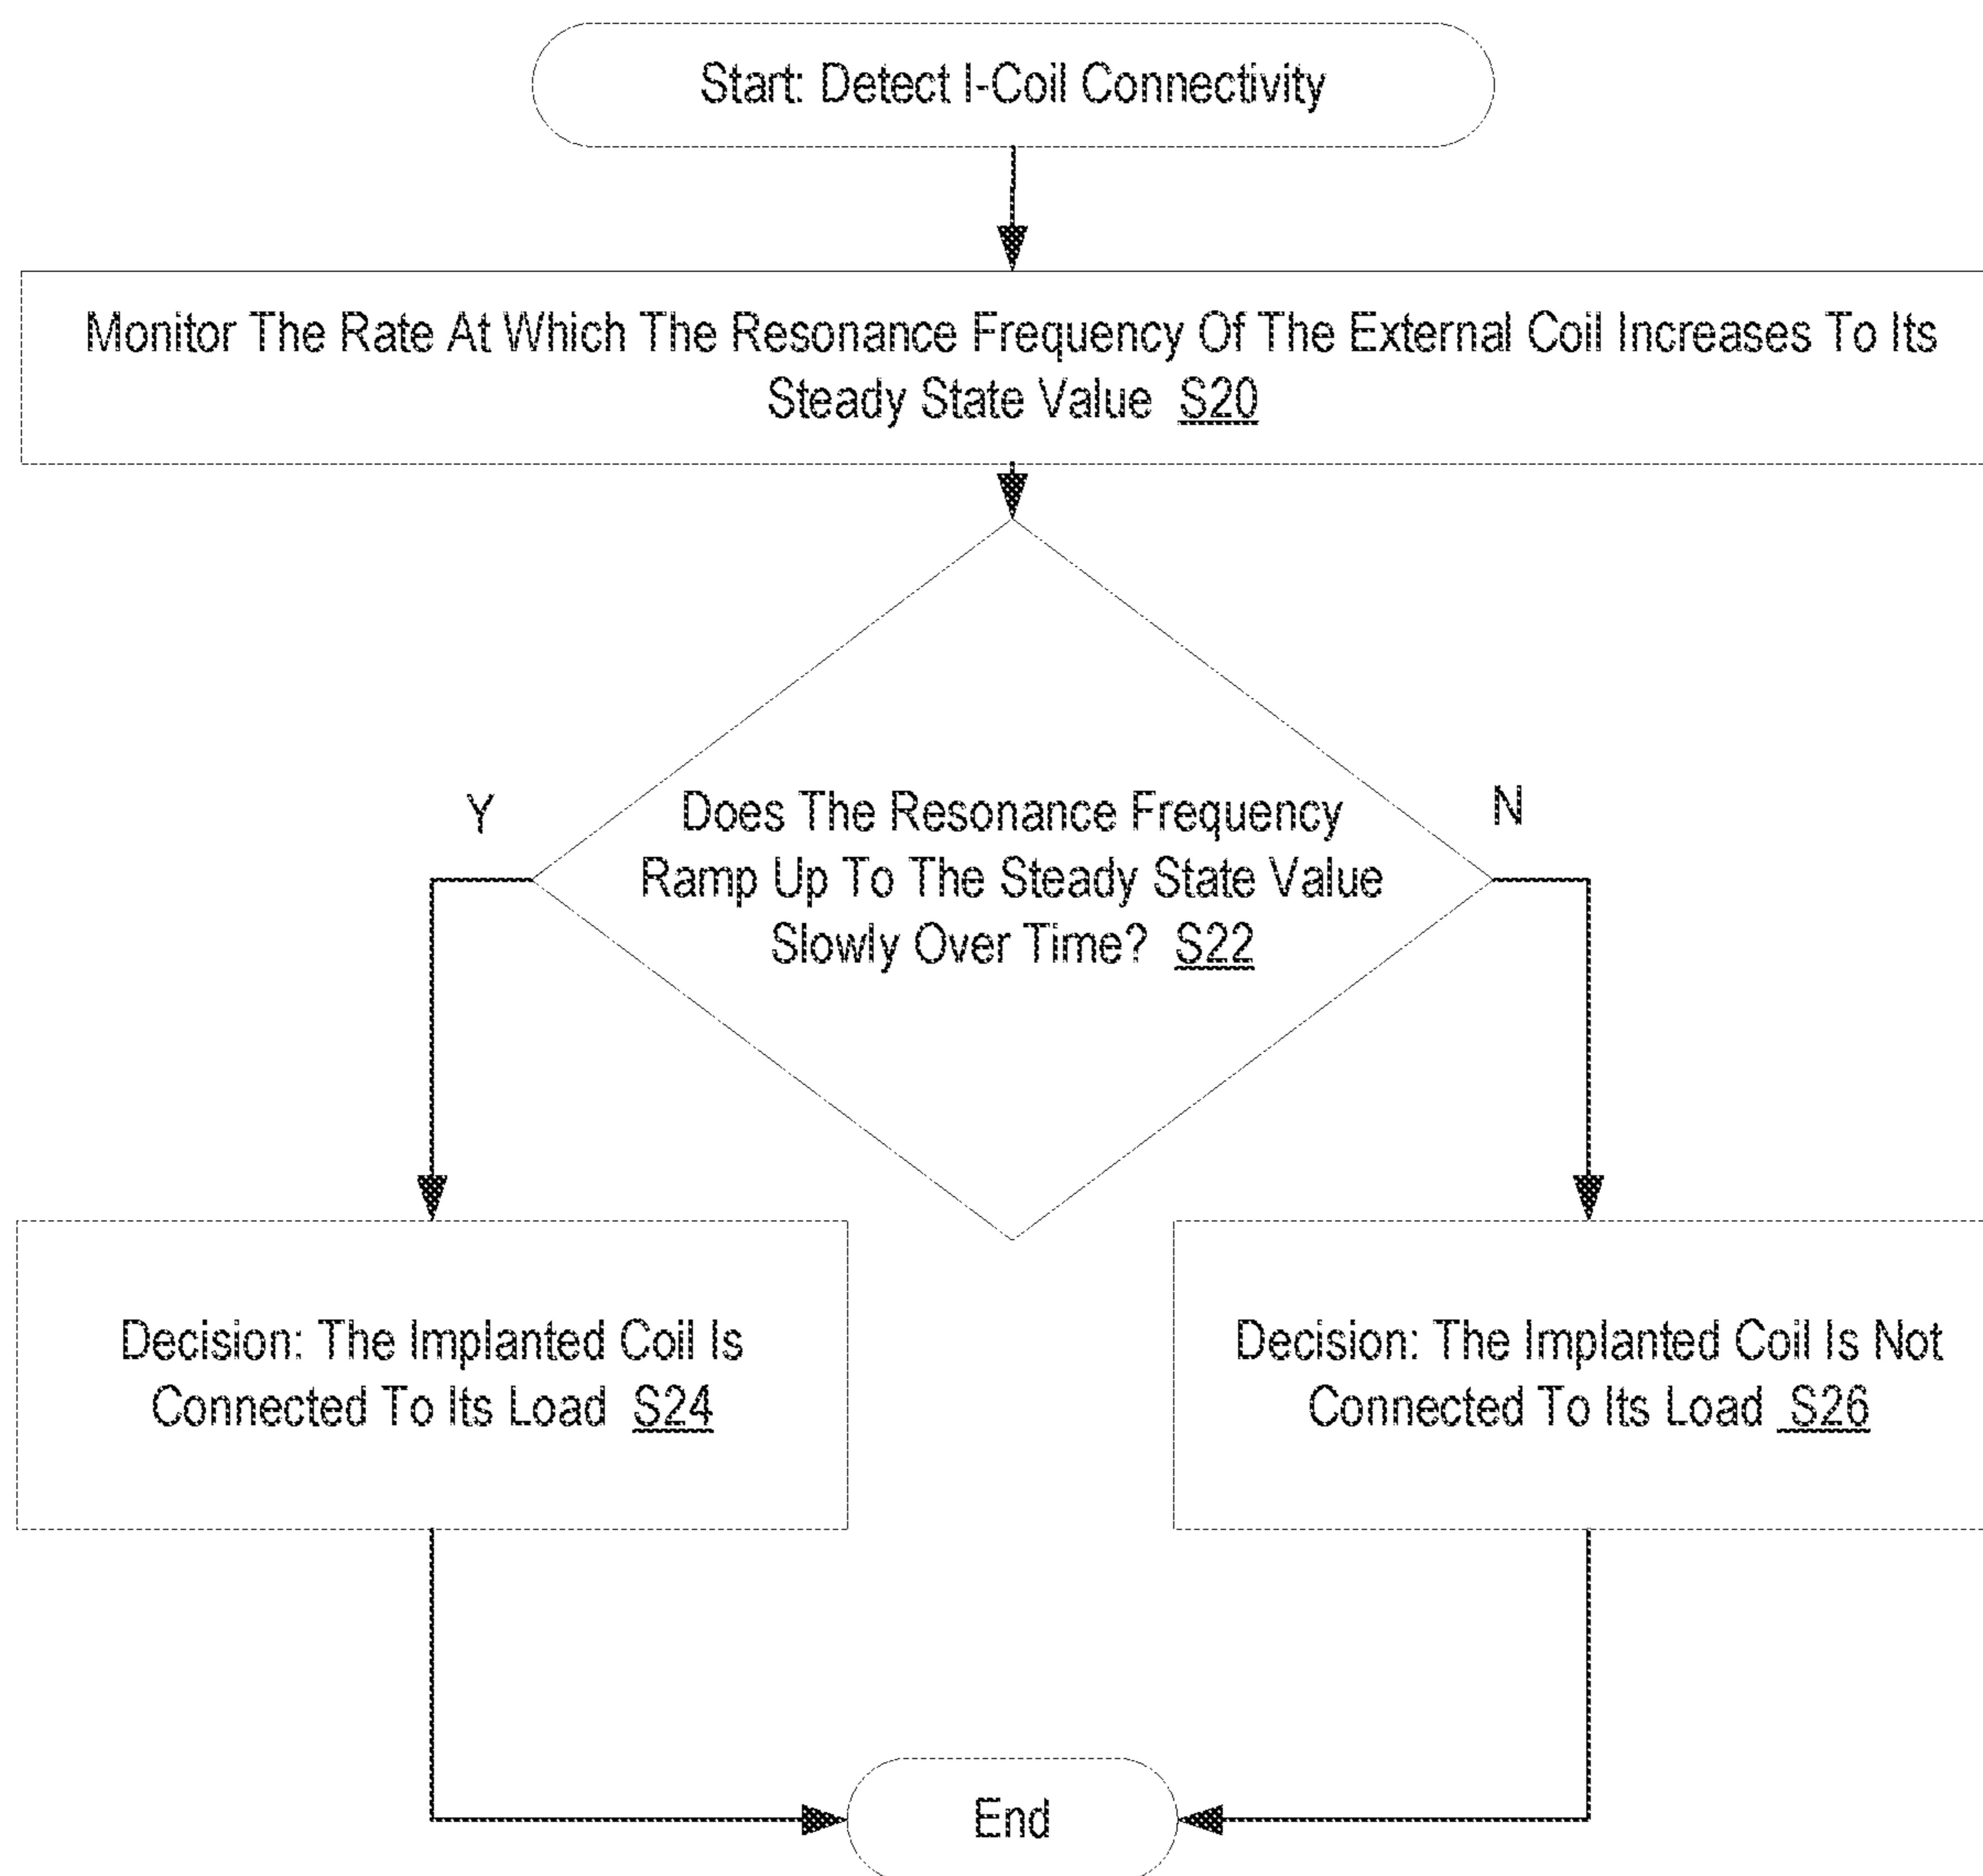 Start: Detect I-Coil Connectivity
Monitor The Rate At Which The Resonance Frequency Of The External Coil Increases To Its
Steady State Value S20
Y
N
Does The Resonance Frequency
Ramp Up To The Steady State Value
Slowly Over Time? S22
Decision: The Implanted Coil Is
Connected To Its Load S24
Decision: The Implanted Coil Is Not
Connected To Its Load S26
End